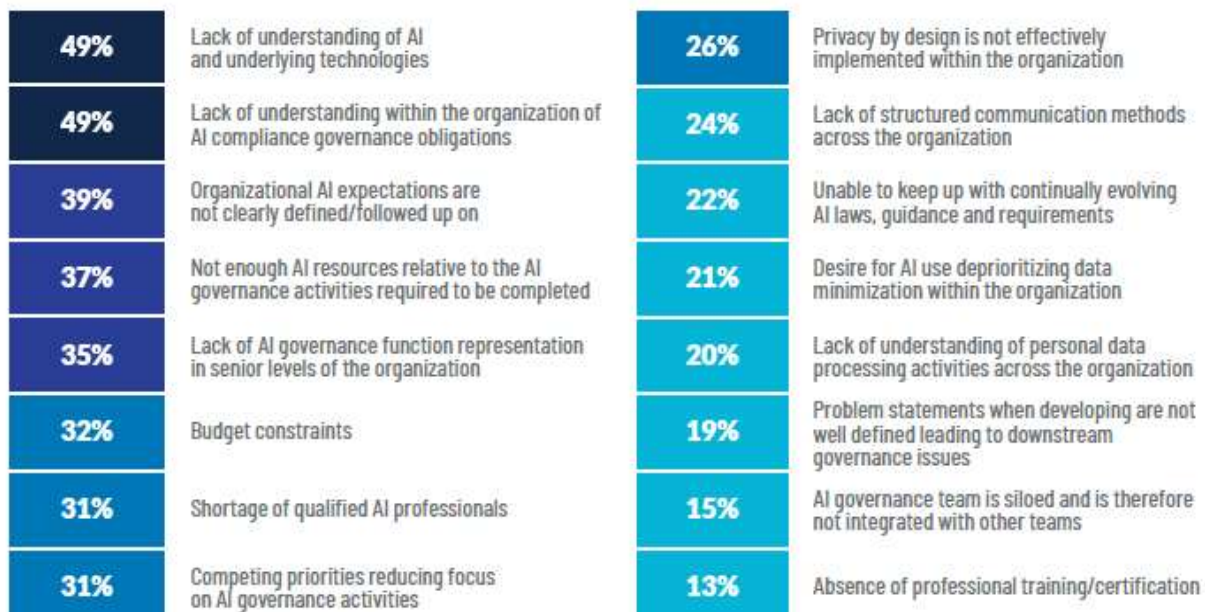 49%
Lack of understanding of AI
and underlying technologies
49%
Lack of understanding within the organization of
AI compliance governance obligations
39%
Organizational AI expectations are
not clearly defined/followed up on
37%
Not enough AI resources relative to the AI
governance activities required to be completed
35%
Lack of AI governance function representation
in senior levels of the organization
32%
Budget constraints
31%
Shortage of qualified AI professionals
31%
Competing priorities reducing focus
on AI governance activities
26%
Privacy by design is not effectively
implemented within the organization
24%
Lack of structured communication methods
across the organization
22%
Unable to keep up with continually evolving
AI laws, guidance and requirements
21%
Desire for AI use deprioritizing data
minimization within the organization
20%
Lack of understanding of personal data
processing activities across the organization
19%
Problem statements when developing are not
well defined leading to downstream
governance issues
15%
AI governance team is siloed and is therefore
not integrated with other teams
13%
Absence of professional training/certification